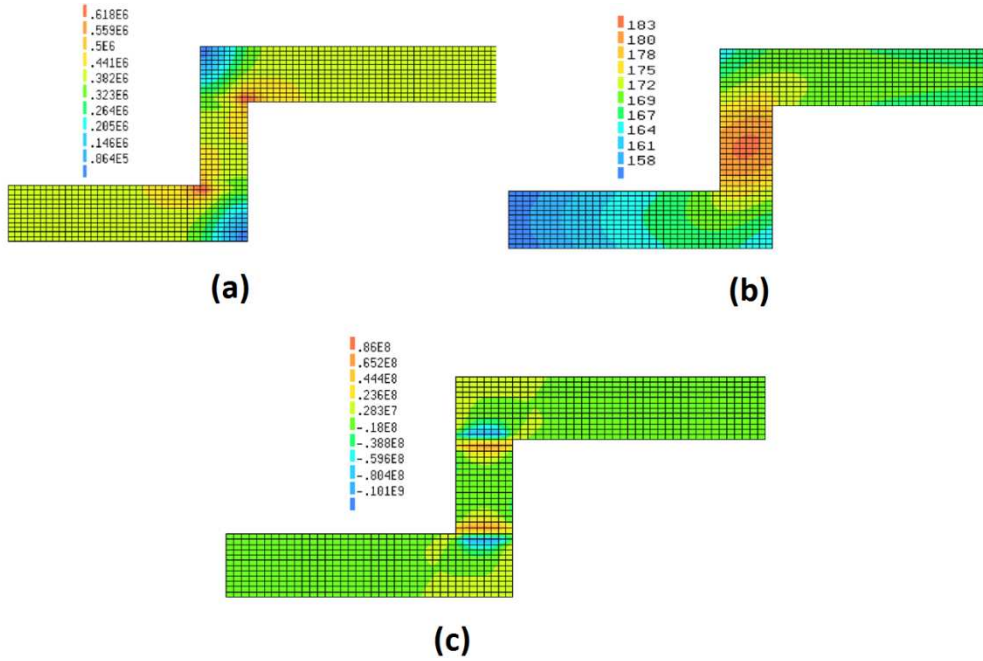 .618E6
.559E6
.5E6
.441E6
.382E6
.323E6
.264E6
.205E6
.146E6
.864E5
(a)
183
180
178
175
172
169
167
164
161
158
(b)
.86E8
.652E8
.444E8
.236E8
.283E7
-.18E8
-.388E8
-.596E8
-.804E8
-.101E9
(c)